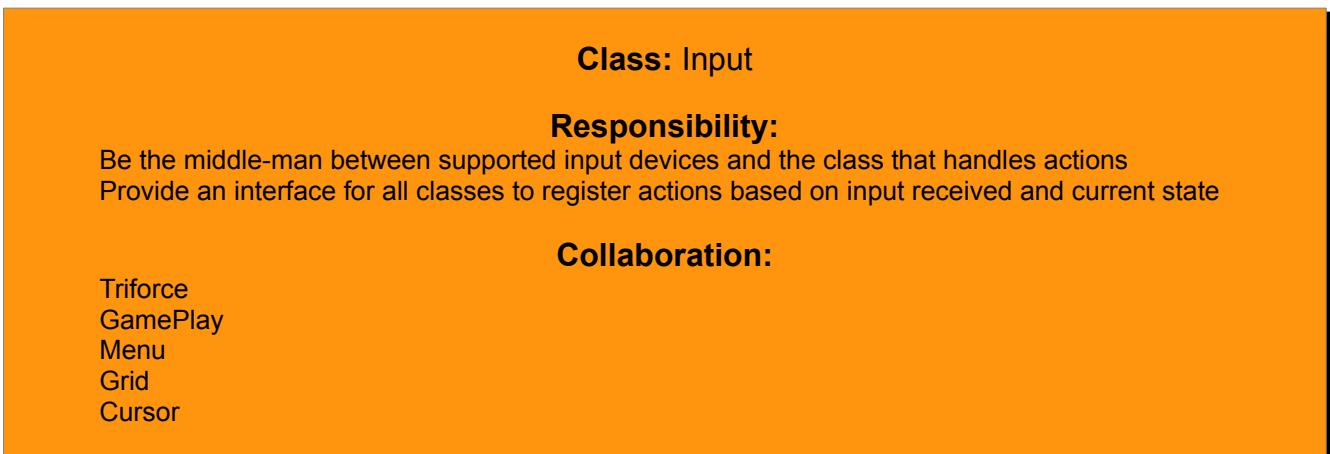 Class: Input
Responsibility:
Be the middle-man between supported input devices and the class that handles actions
Provide an interface for all classes to register actions based on input received and current state
Collaboration:
Triforce
GamePlay
Menu
Grid
Cursor